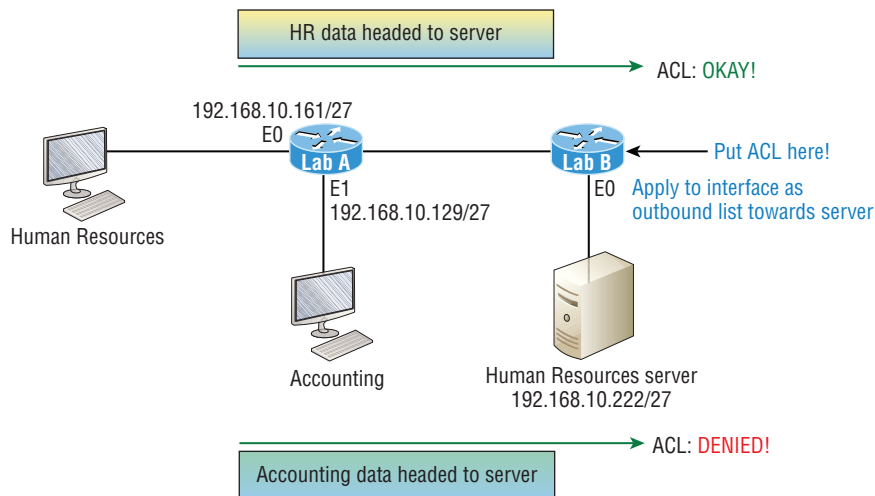 HR data headed to server
ACL: OKAY!
192.168.10.161/27
E0
Lab A
Lab B
Put ACL here!
E1
192.168.10.129/27
E0
Apply to interface as
outbound list towards server
Human Resources
Accounting
Human Resources server
192.168.10.222/27
ACL: DENIED!
Accounting data headed to server